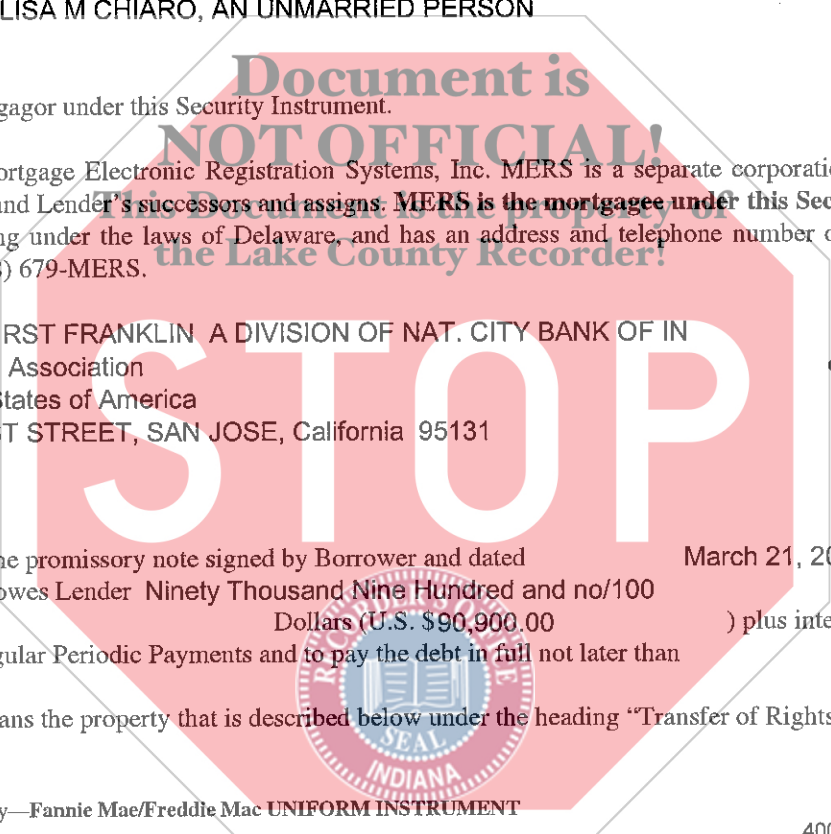 LISA M CHIARO, AN UNMARRIED PERSON
Document is
gagor under this Security Instrument.
NOT OFFICIAL!
ortgage Electronic Registration Systems, Inc. MERS is a separate corporatio
and Lender's successors and assigns. MERS is the mortgagee under this Sec
This Document is the property of
ng under the laws of Delaware, and has an address and telephone number o
the Lake County Recorder!
) 679-MERS.
RST FRANKLIN A DIVISION OF NAT. CITY BANK OF IN
Association
States of America
T STREET, SAN JOSE, California 95131
STOP
he promissory note signed by Borrower and dated March 21, 20
owes Lender Ninety Thousand Nine Hundred and no/100
Dollars (U.S. $90,900.00 ) plus inte
gular Periodic Payments and to pay the debt in full not later than
RECORDER'S OFFICE
SEAL
INDIANA
ans the property that is described below under the heading “Transfer of Rights
y—Fannie Mae/Freddie Mac UNIFORM INSTRUMENT
400